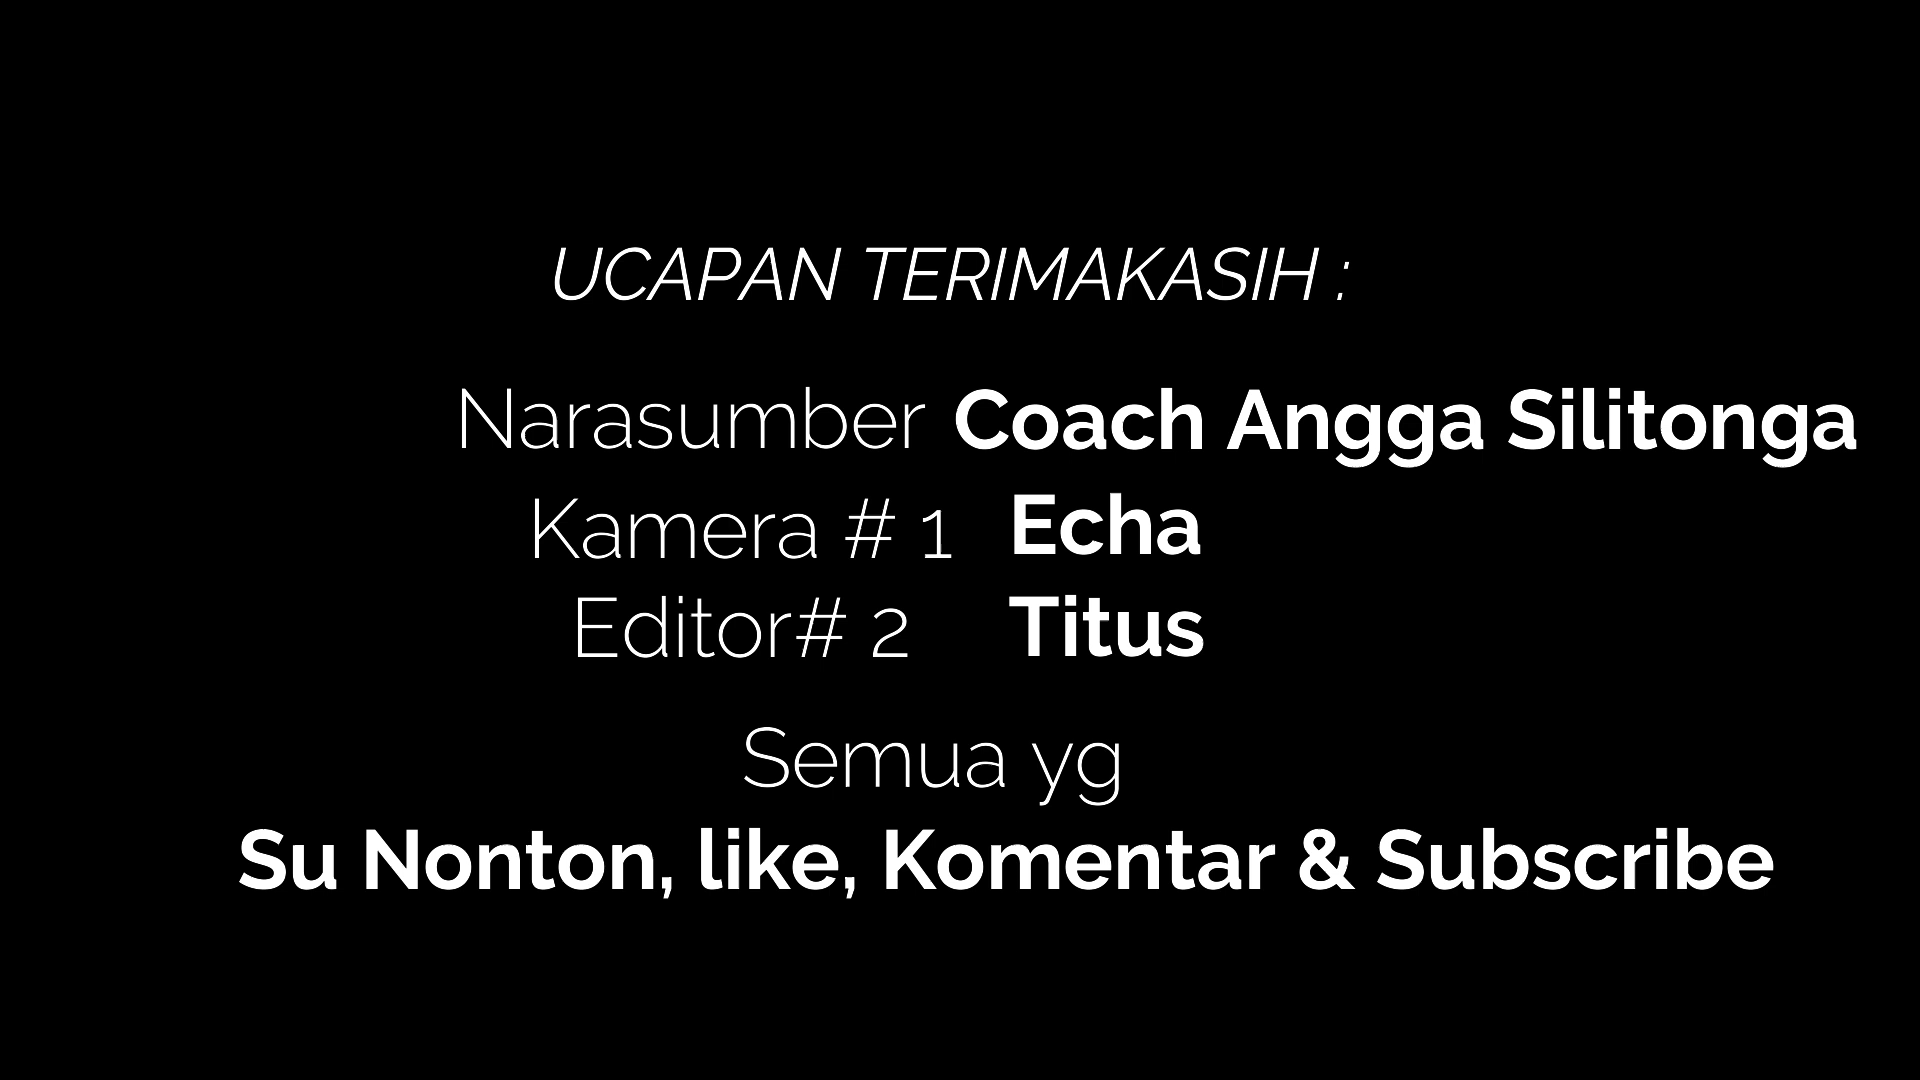 UCAPAN TERIMAKASIH :
Narasumber Coach Angga Silitonga
Kamera # 1 Echa
Editor# 2 Titus
Semua yg
Su Nonton, like, Komentar & Subscribe